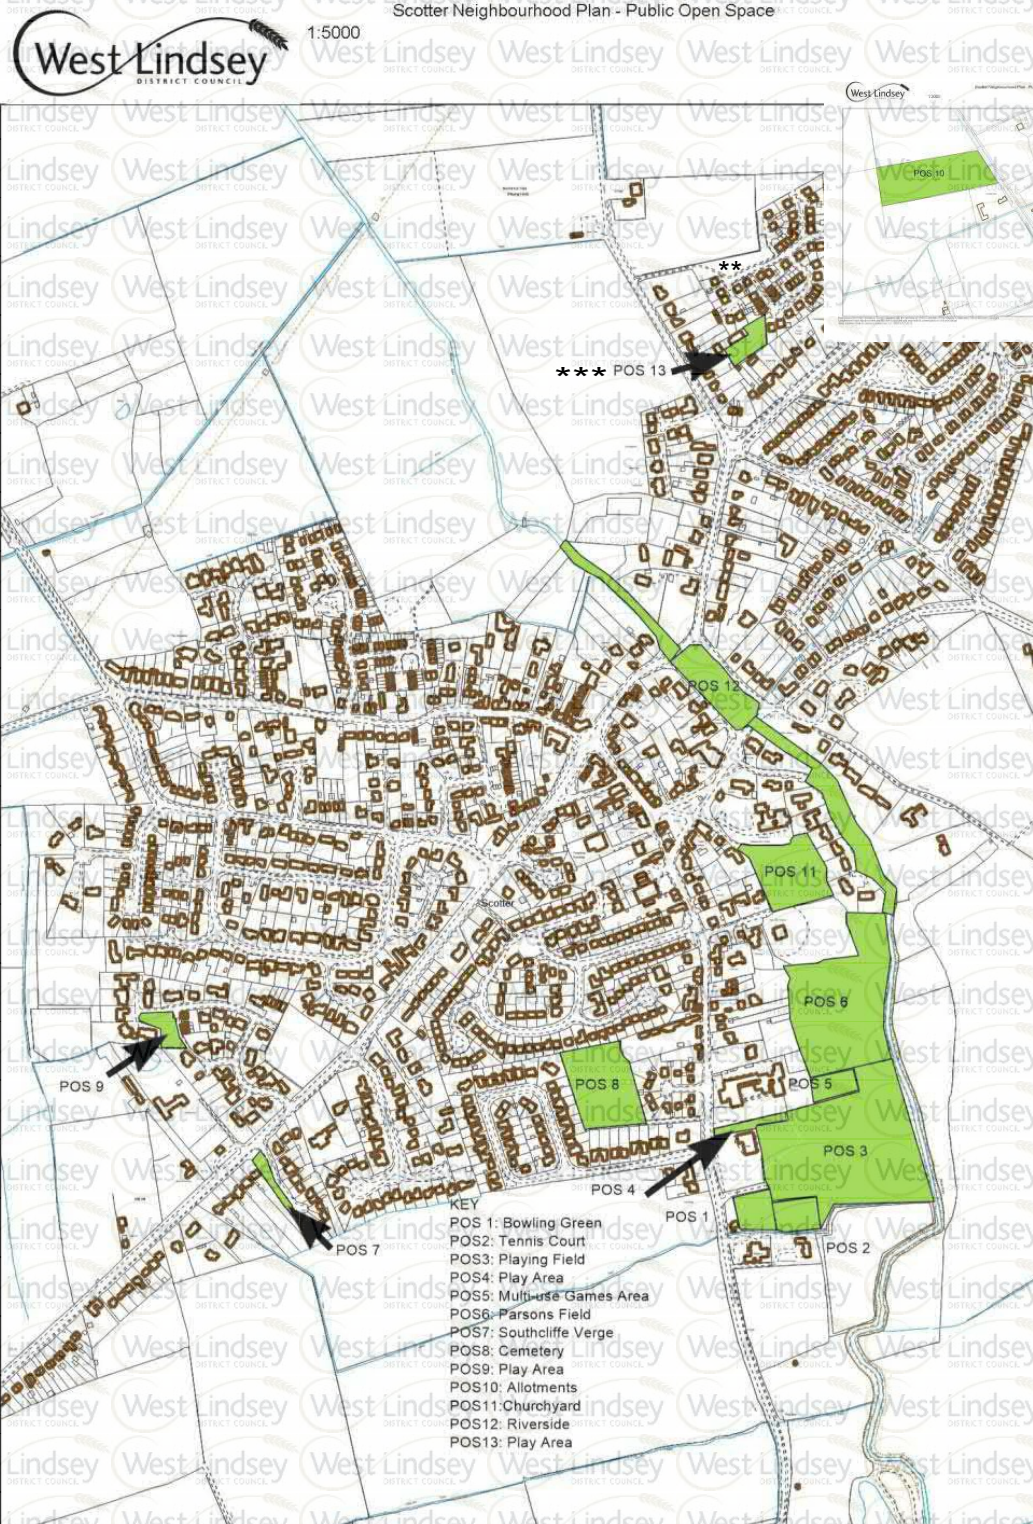 Scotter Neighbourhood Plan - Public Open Space
1:5000
West Lindsey
DISTRICT COUNCIL
West Lindsey
POS 10
**
*** POS 13
POS 12
POS 11
Scotter
POS 6
POS 9
POS 8
POS 5
POS 3
POS 4
POS 1
POS 7
POS 2
KEY
POS 1: Bowling Green
POS2: Tennis Court
POS3: Playing Field
POS4: Play Area
POS5: Multi-use Games Area
POS6: Parsons Field
POS7: Southcliffe Verge
POS8: Cemetery
POS9: Play Area
POS10: Allotments
POS11:Churchyard
POS12: Riverside
POS13: Play Area